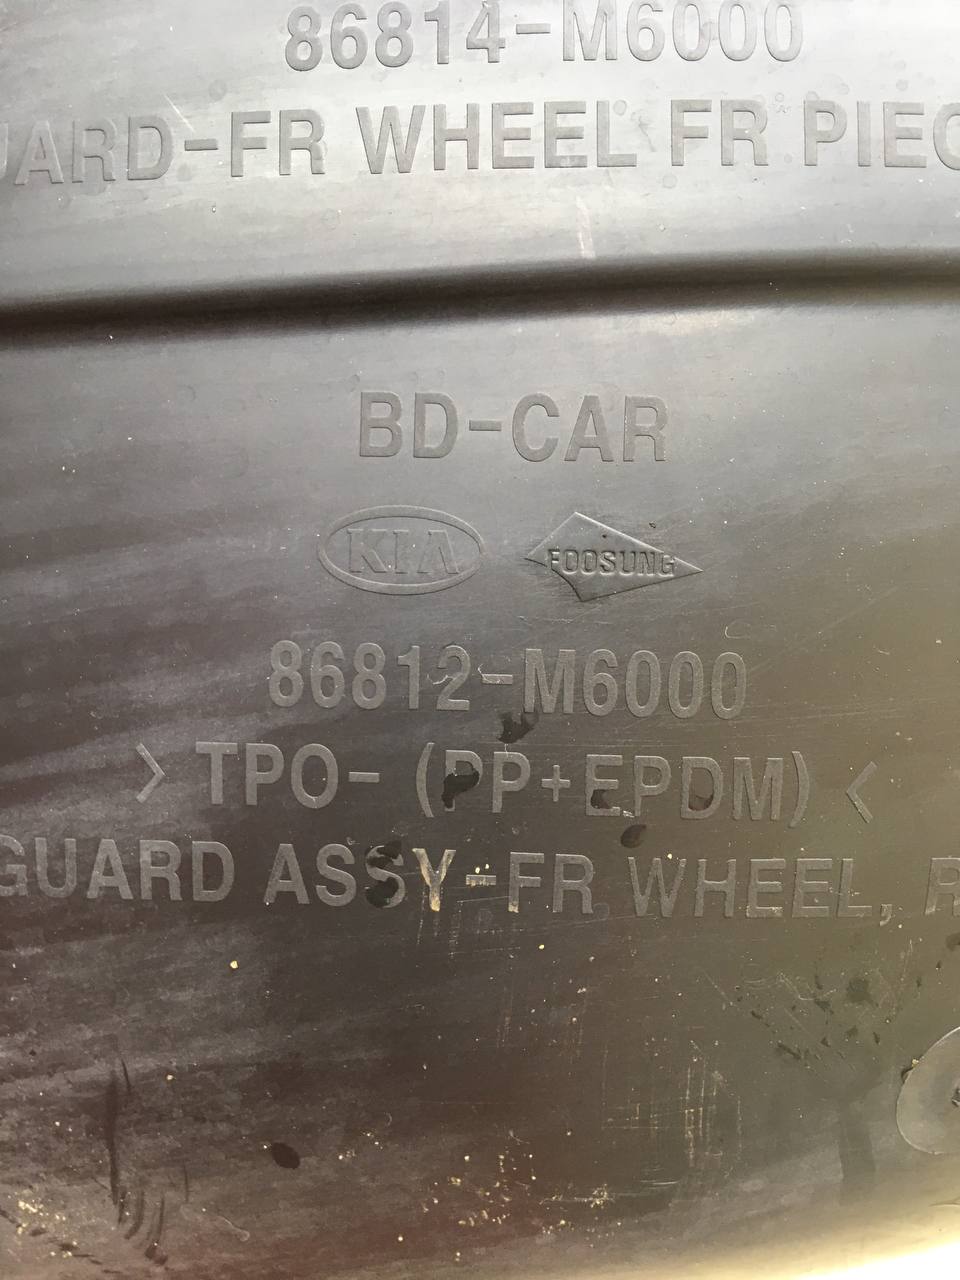 86814-M6000
UARD-FR WHEEL FR PIEC
BD-CAR
KIA FOOSUNG
86812-M6000
> TPO- (PP+EPDM) <
GUARD ASSY-FR WHEEL, R